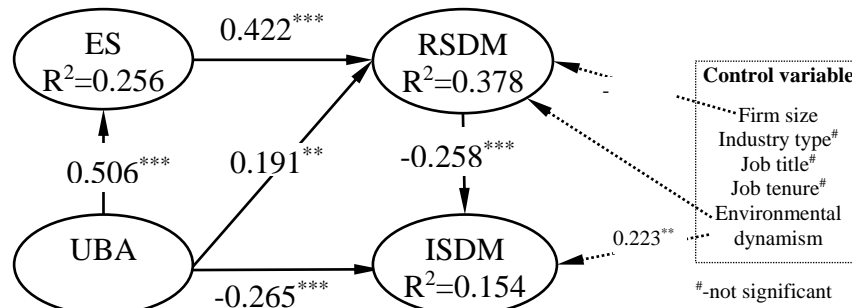 ES
R²=0.256
0.422***
RSDM
R²=0.378
0.506***
0.191**
-0.258***
UBA
-0.265***
ISDM
R²=0.154
-
0.223**
Control variable
Firm size
Industry type#
Job title#
Job tenure#
Environmental
dynamism
#-not significant